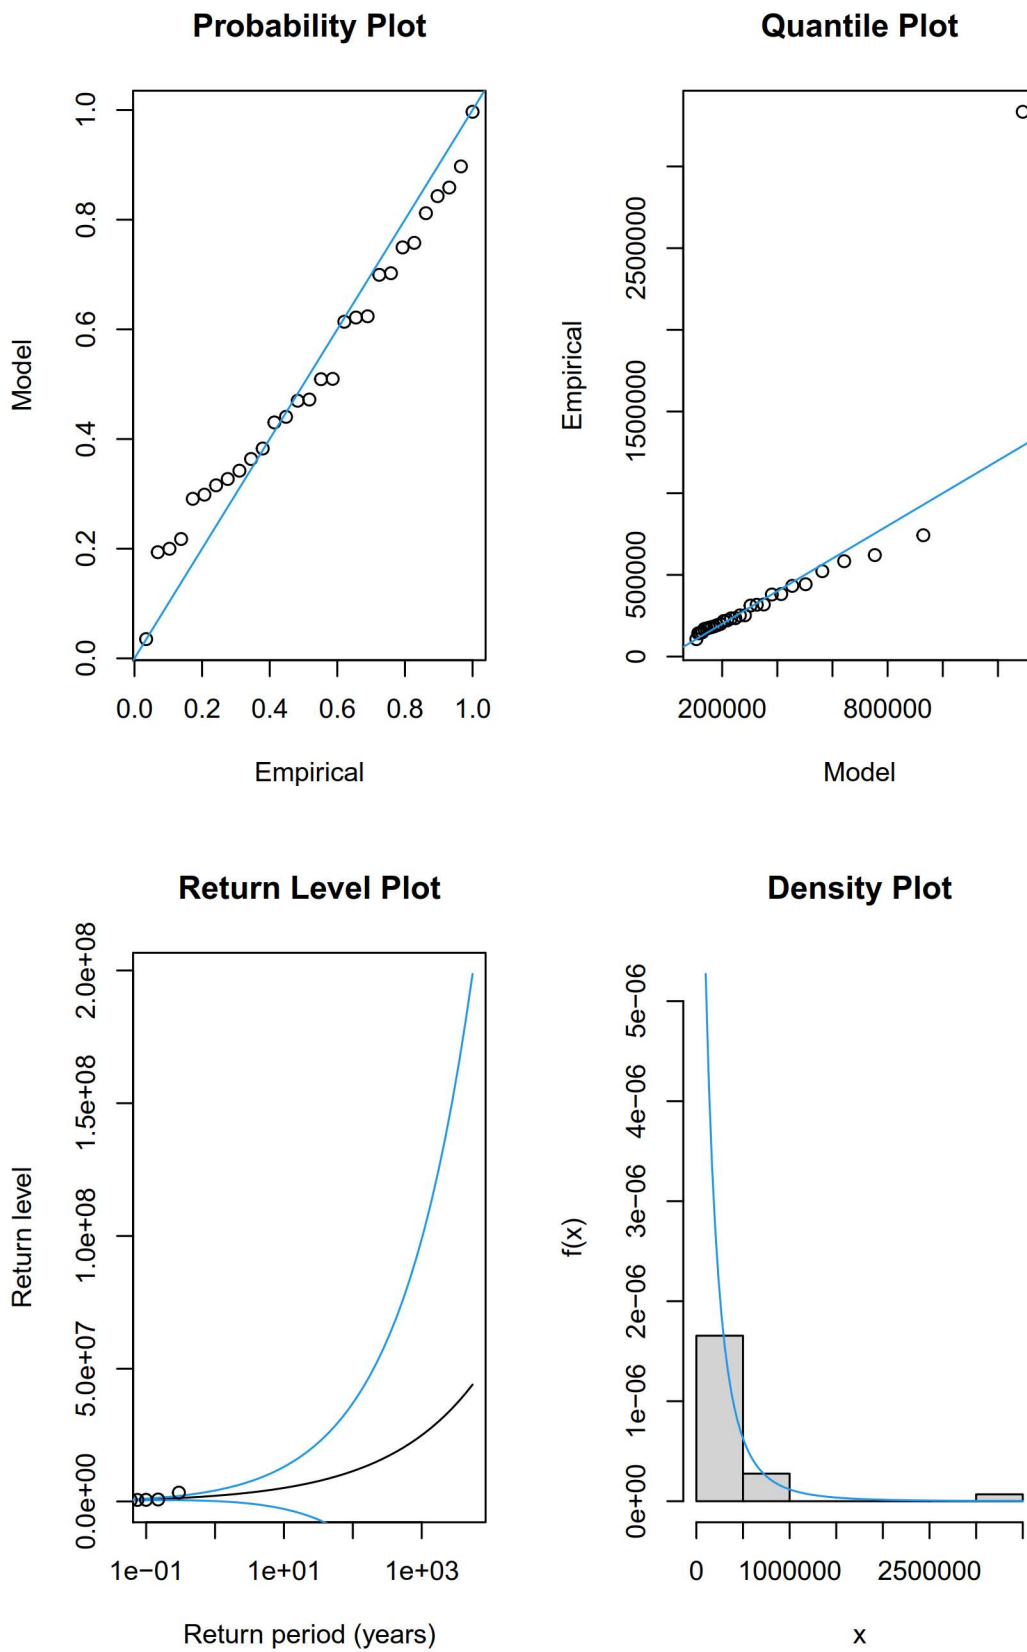 Probability Plot
Model
1.0
0.8
0.6
0.4
0.2
0.0
0.0 0.2 0.4 0.6 0.8 1.0
Empirical
Quantile Plot
Empirical
2500000
1500000
500000
0
200000 800000
Model
Return Level Plot
Return level
2.0e+08
1.5e+08
1.0e+08
5.0e+07
0.0e+00
1e−01 1e+01 1e+03
Return period (years)
Density Plot
f(x)
5e−06
4e−06
3e−06
2e−06
1e−06
0e+00
0 1000000 2500000
x